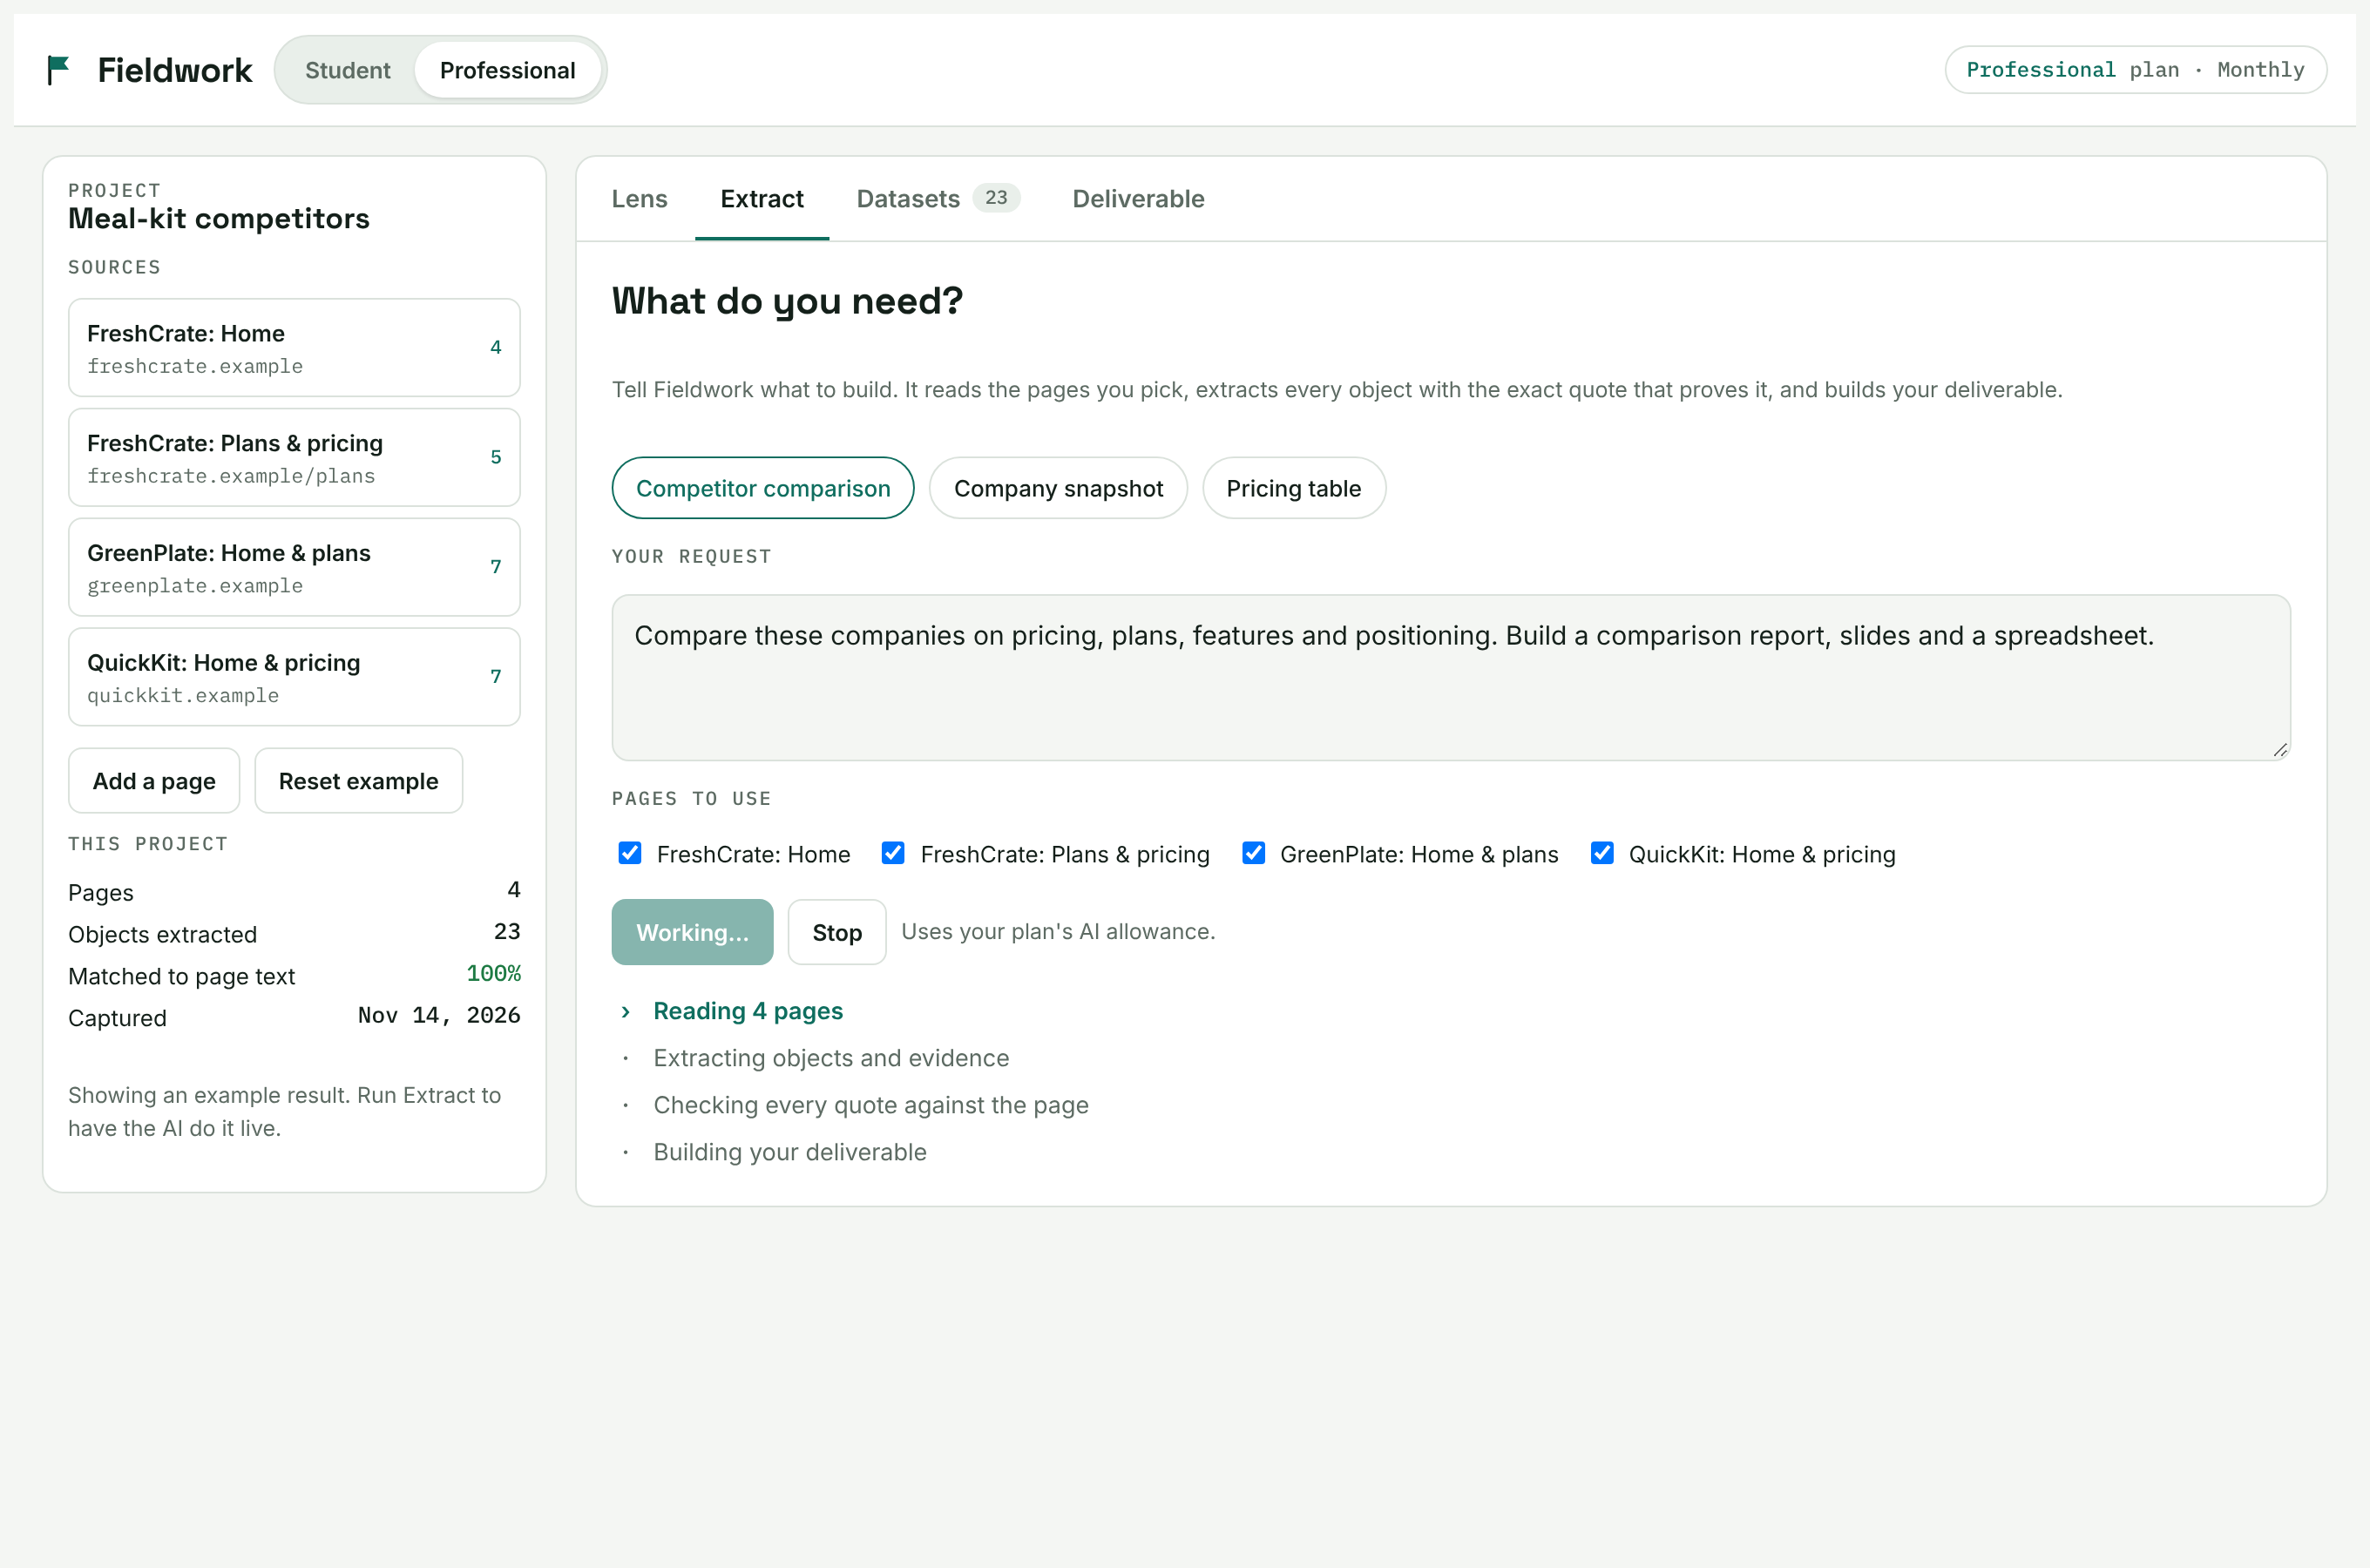 Fieldwork
Student
Professional
Professional plan · Monthly
PROJECT
Meal-kit competitors
SOURCES
FreshCrate: Home
freshcrate.example
4
FreshCrate: Plans & pricing
freshcrate.example/plans
5
GreenPlate: Home & plans
greenplate.example
7
QuickKit: Home & pricing
quickkit.example
7
Add a page
Reset example
THIS PROJECT
Pages 4
Objects extracted 23
Matched to page text 100%
Captured Nov 14, 2026
Showing an example result. Run Extract to
have the AI do it live.
Lens
Extract
Datasets 23
Deliverable
What do you need?
Tell Fieldwork what to build. It reads the pages you pick, extracts every object with the exact quote that proves it, and builds your deliverable.
Competitor comparison
Company snapshot
Pricing table
YOUR REQUEST
Compare these companies on pricing, plans, features and positioning. Build a comparison report, slides and a spreadsheet.
PAGES TO USE
FreshCrate: Home
FreshCrate: Plans & pricing
GreenPlate: Home & plans
QuickKit: Home & pricing
Working...
Stop
Uses your plan's AI allowance.
› Reading 4 pages
· Extracting objects and evidence
· Checking every quote against the page
· Building your deliverable